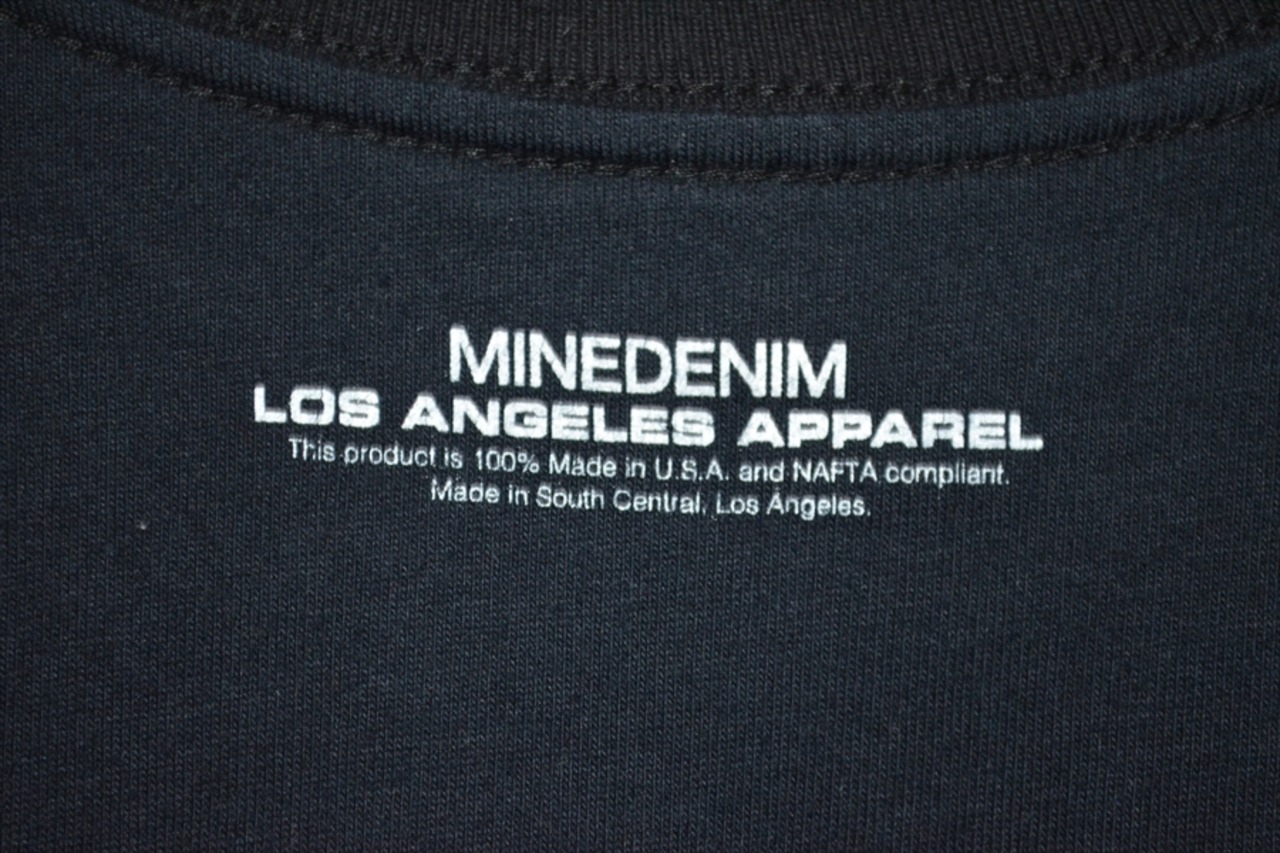 MINEDENIM
LOS ANGELES APPAREL
This product is 100% Made in U.S.A. and NAFTA compliant.
Made in South Central, Los Angeles.